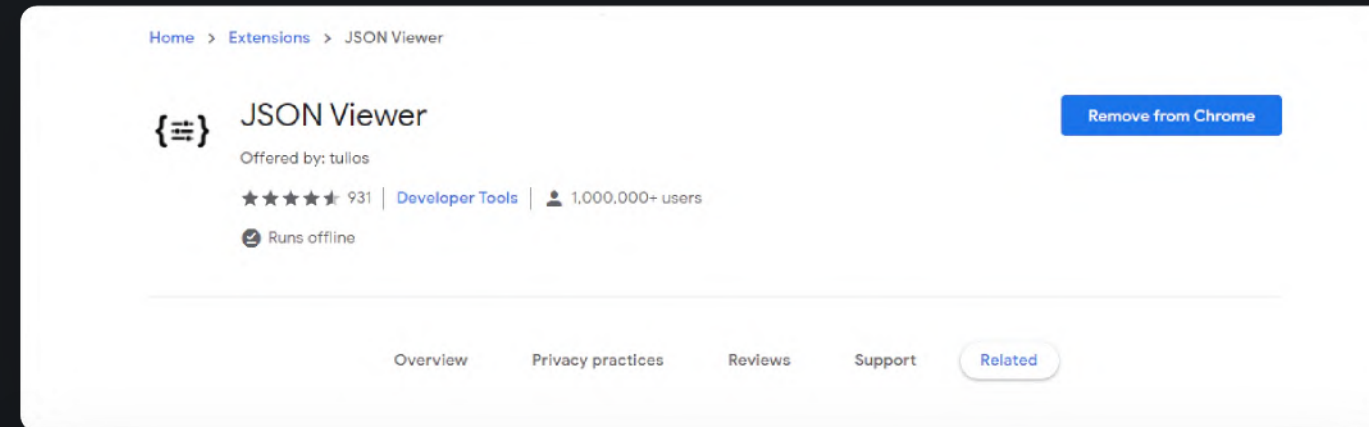 Home > Extensions > JSON Viewer
JSON Viewer
Remove from Chrome
Offered by: tulios
931 | Developer Tools | 1,000,000+ users
Runs offline
Overview Privacy practices Reviews Support Related